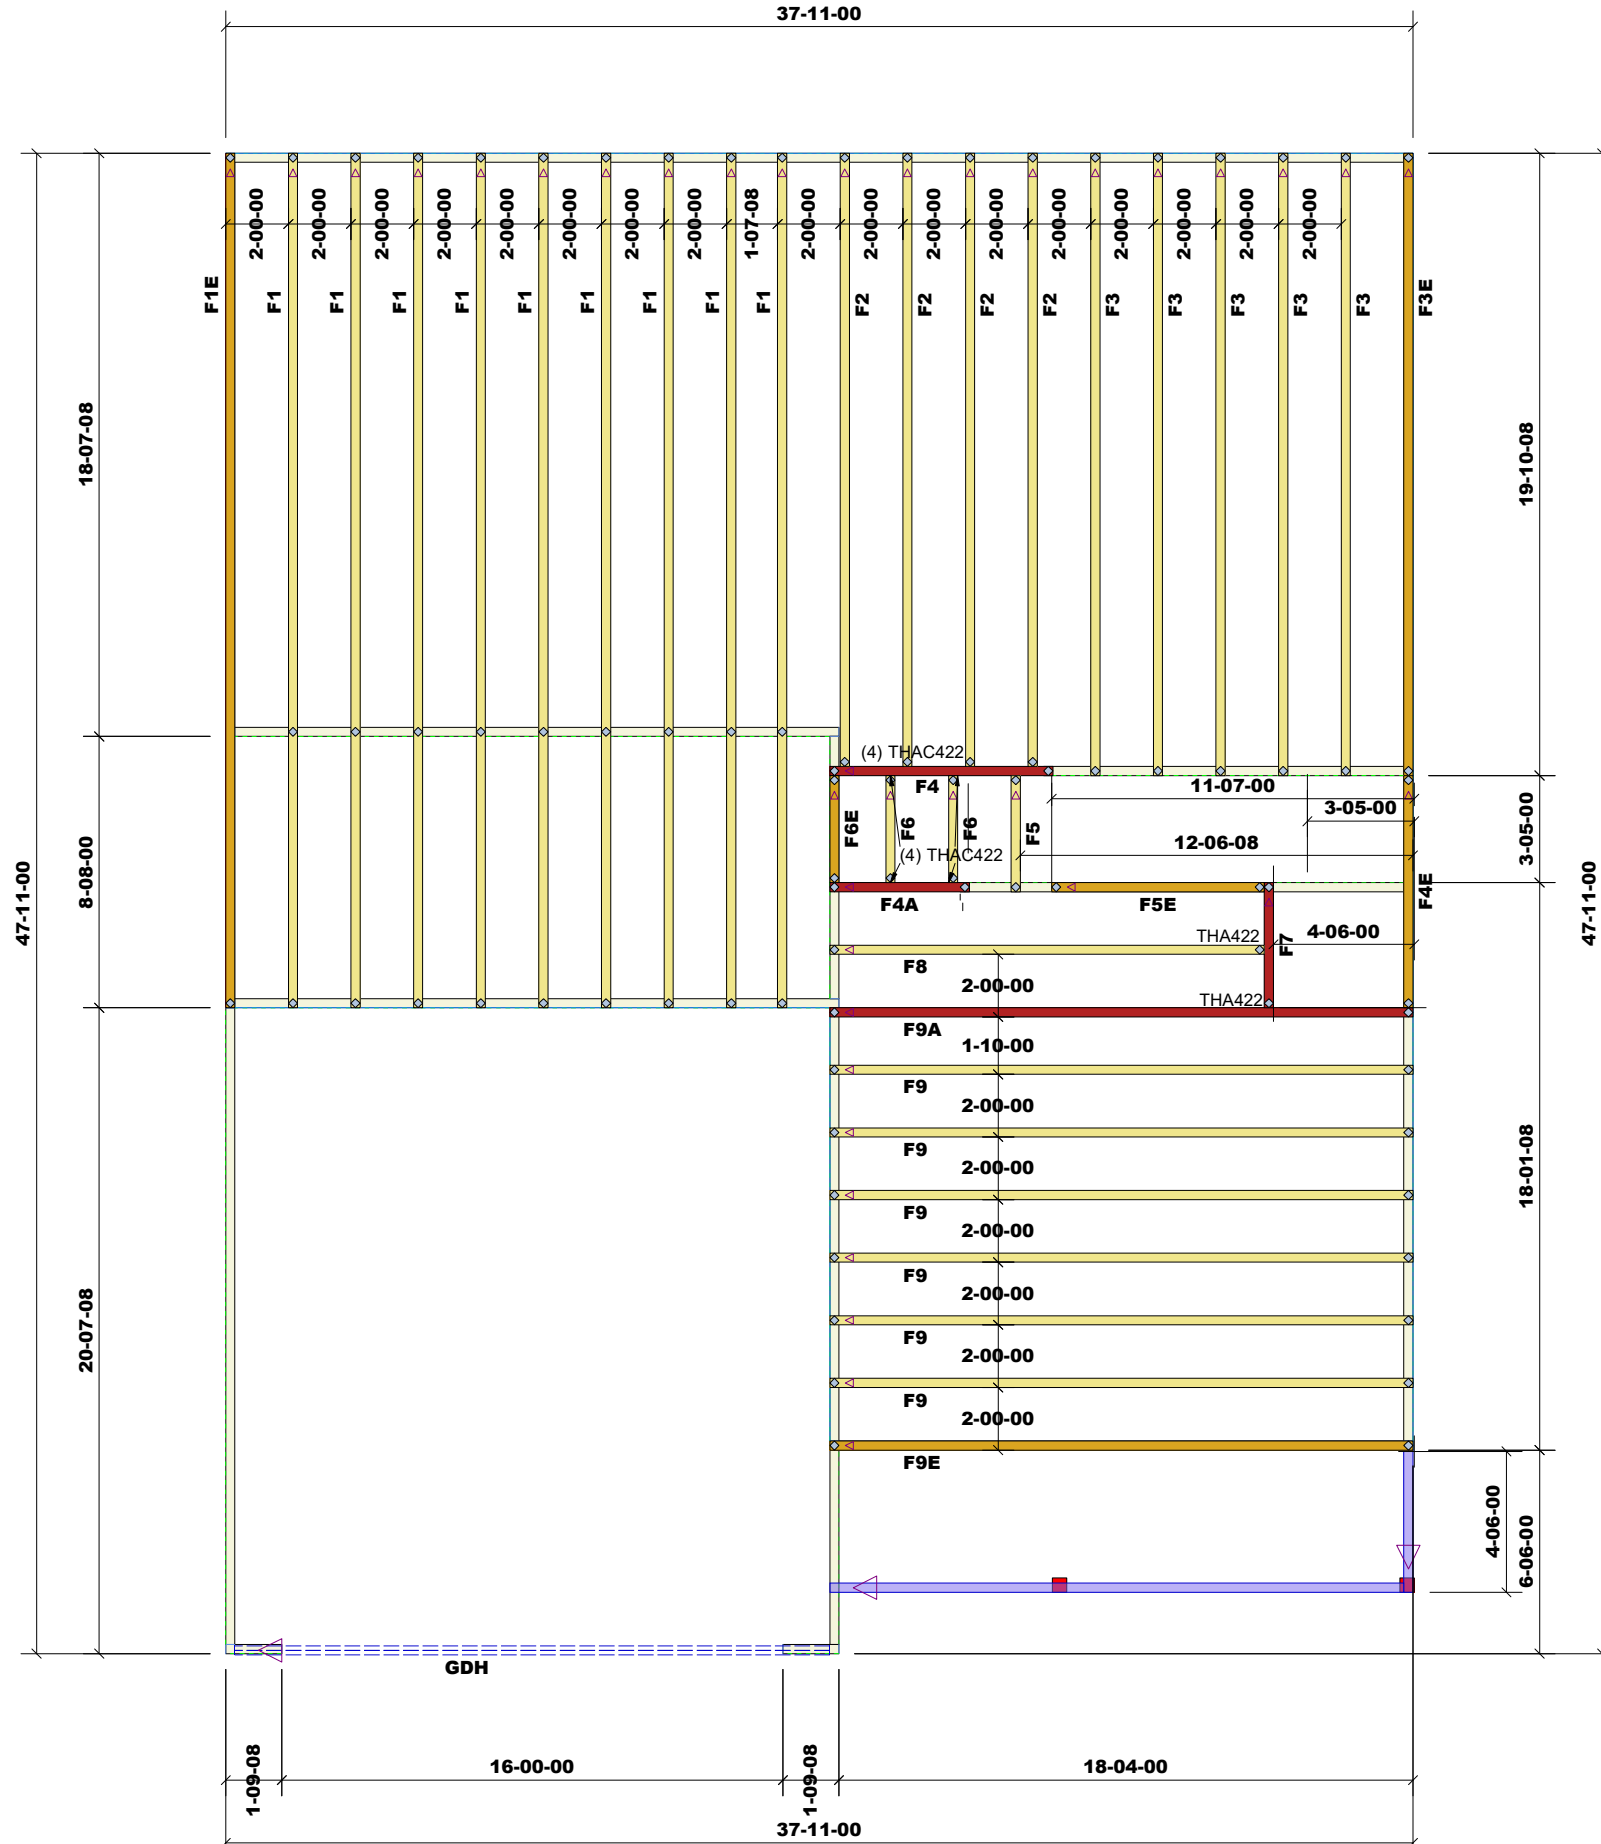 37-11-00
2-00-00
2-00-00
2-00-00
2-00-00
2-00-00
2-00-00
2-00-00
2-00-00
1-07-08
2-00-00
2-00-00
2-00-00
2-00-00
2-00-00
2-00-00
2-00-00
2-00-00
2-00-00
F1E
F1
F1
F1
F1
F1
F1
F1
F1
F1
F2
F2
F2
F2
F3
F3
F3
F3
F3
F3E
18-07-08
19-10-08
(4) THAC422
F4
11-07-00
3-05-00
F6E
F6
F6
F5
12-06-08
3-05-00
(4) THAC422
8-08-00
47-11-00
47-11-00
F4A
F5E
F4E
THA422
F7
4-06-00
F8
2-00-00
THA422
F9A
1-10-00
F9
2-00-00
F9
2-00-00
18-01-08
F9
2-00-00
F9
2-00-00
20-07-08
F9
2-00-00
F9
2-00-00
F9E
4-06-00
6-06-00
GDH
1-09-08
16-00-00
1-09-08
18-04-00
37-11-00